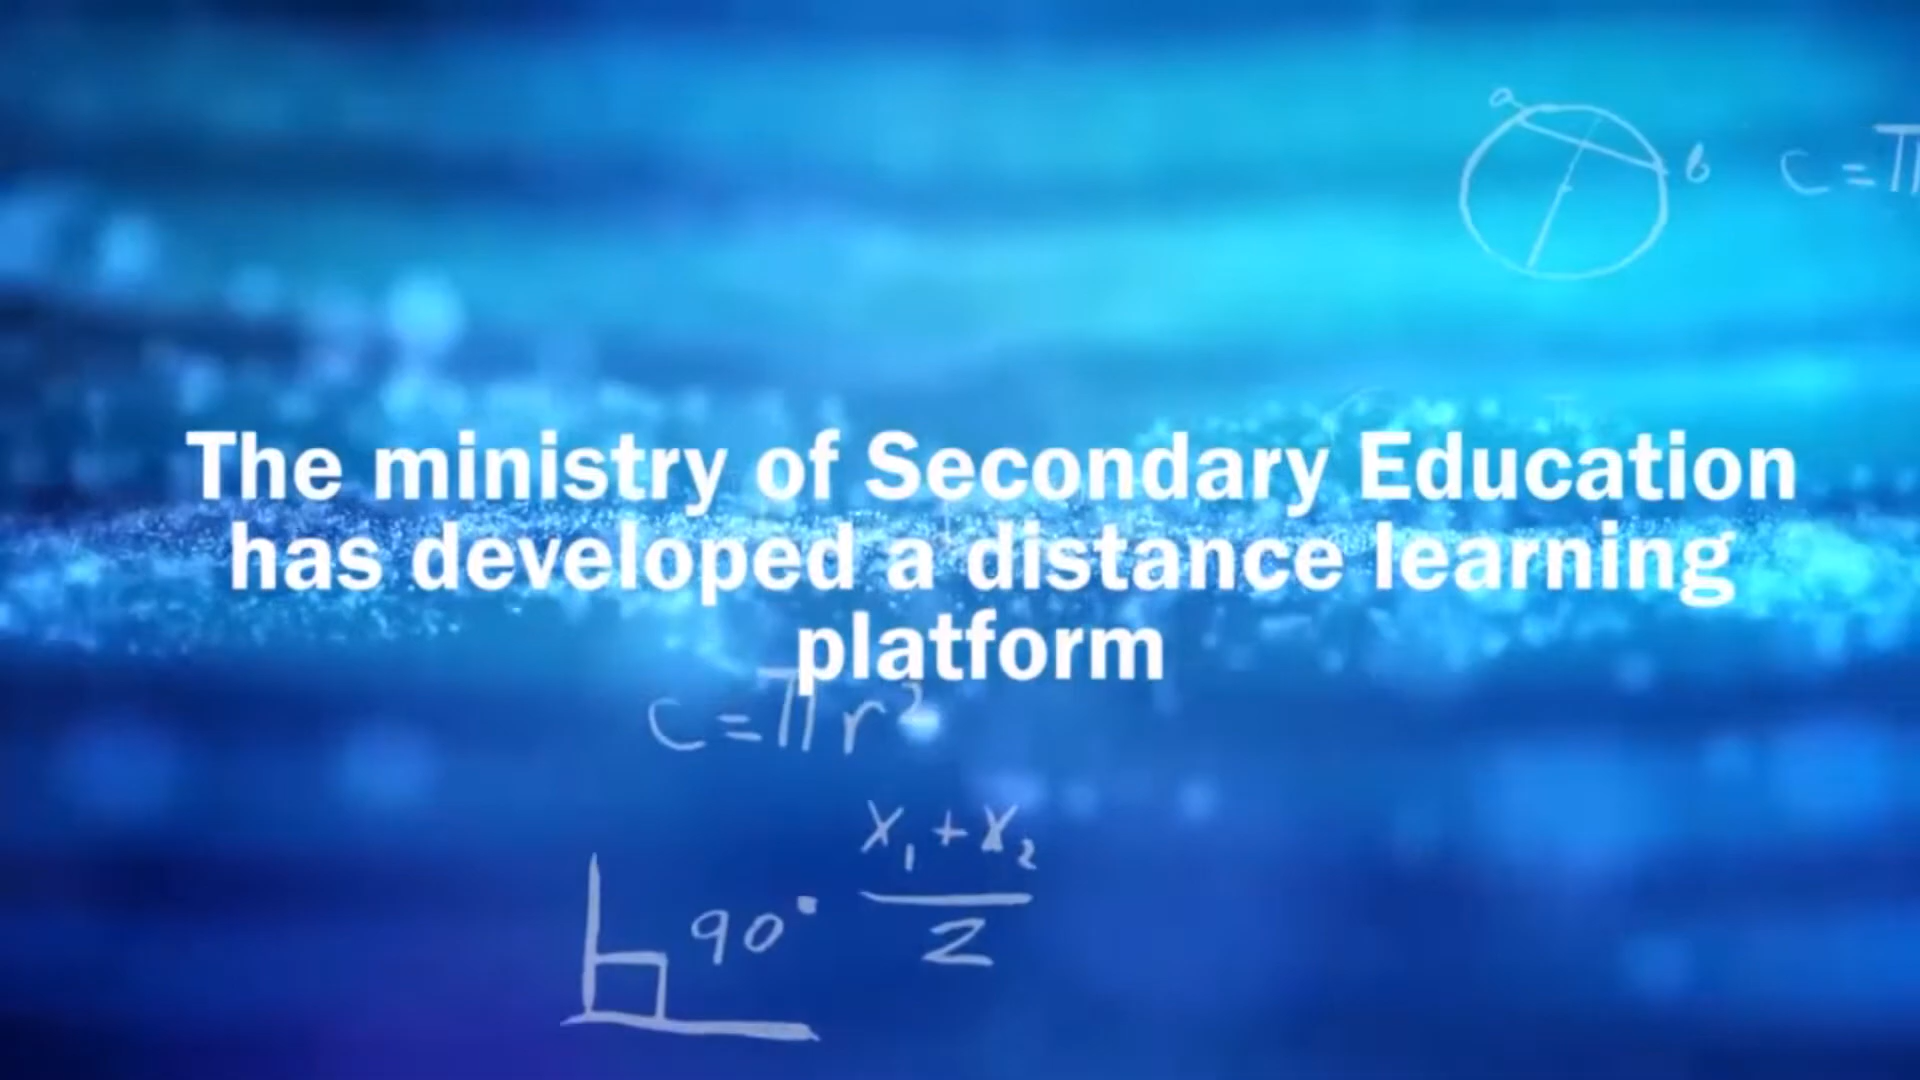 a
b C = π
The ministry of Secondary Education
has developed a distance learning
platform
C = πr²
x₁ + x₂
90°
2